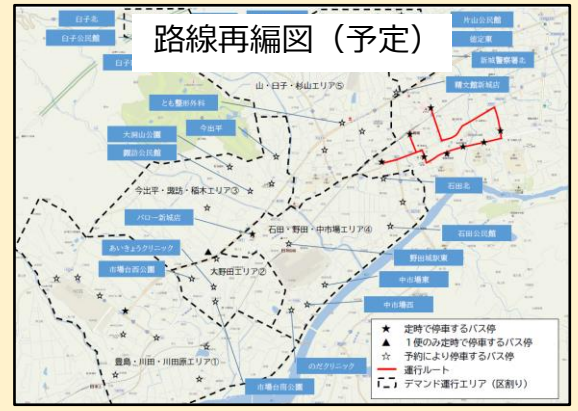 路線再編図（予定）
臼子北
臼子公民館
片山公民館
徳定東
新城警察署北
精文館新城店
山・臼子・杉山エリア⑤
とも整形外科
今出平
大洞山公園
諏訪公民館
石田北
今出平・諏訪・稲木エリア③
バロー新城店
石田・野田・中市場エリア④
石田公民館
あいきょうクリニック
野田城駅東
市場台西公園
大野田エリア②
中市場東
中市場西
豊島・川田・川田原エリア①
のだクリニック
市場台南公園
★ 定時で停車するバス停
▲ 1便のみ定時で停車するバス停
☆ 予約により停車するバス停
運行ルート
デマンド運行エリア（区割り）